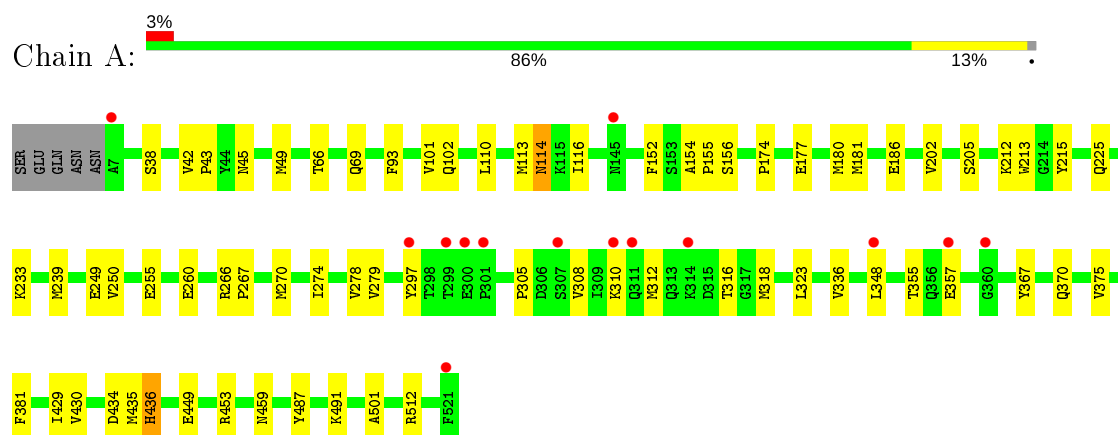 3%
Chain A:
86% 13% •
SER GLU GLN ASN ASN A7 S38 V42 P43 Y44 N45 M49 T66 Q69 F93 V101 Q102 L110 M113 N114 K115 I116 N145 F152 S153 A154 P155 S156 P174 E177 M180 M181 E186 V202 S205 K212 W213 G214 Y215 Q225
K233 M239 E249 V250 E255 E260 R266 P267 M270 I274 V278 V279 Y297 T298 T299 E300 P301 P305 D306 S307 V308 I309 K310 Q311 M312 Q313 K314 D315 T316 G317 M318 L323 V336 L348 T355 Q356 E357 G360 Y367 Q370 V375
F381 I429 V430 D434 M435 H436 E449 R453 N459 Y487 K491 A501 R512 F521